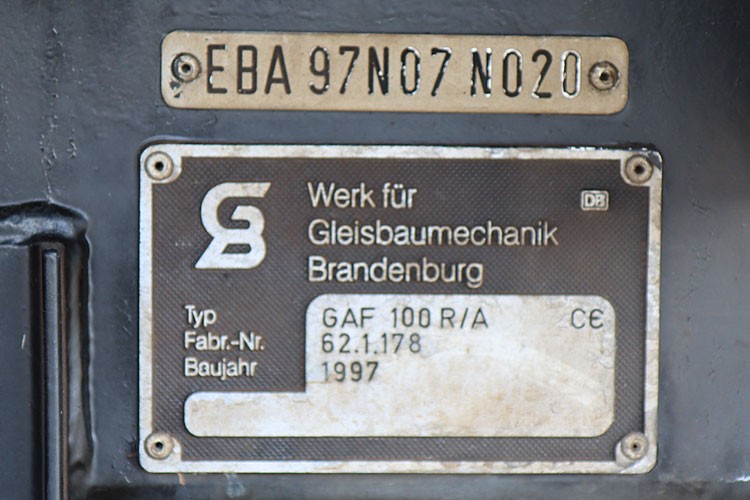 EBA 97N07 N020
GB
Werk für
DB
Gleisbaumechanik
Brandenburg
Typ GAF 100 R/A CE
Fabr.-Nr. 62.1.178
Baujahr 1997